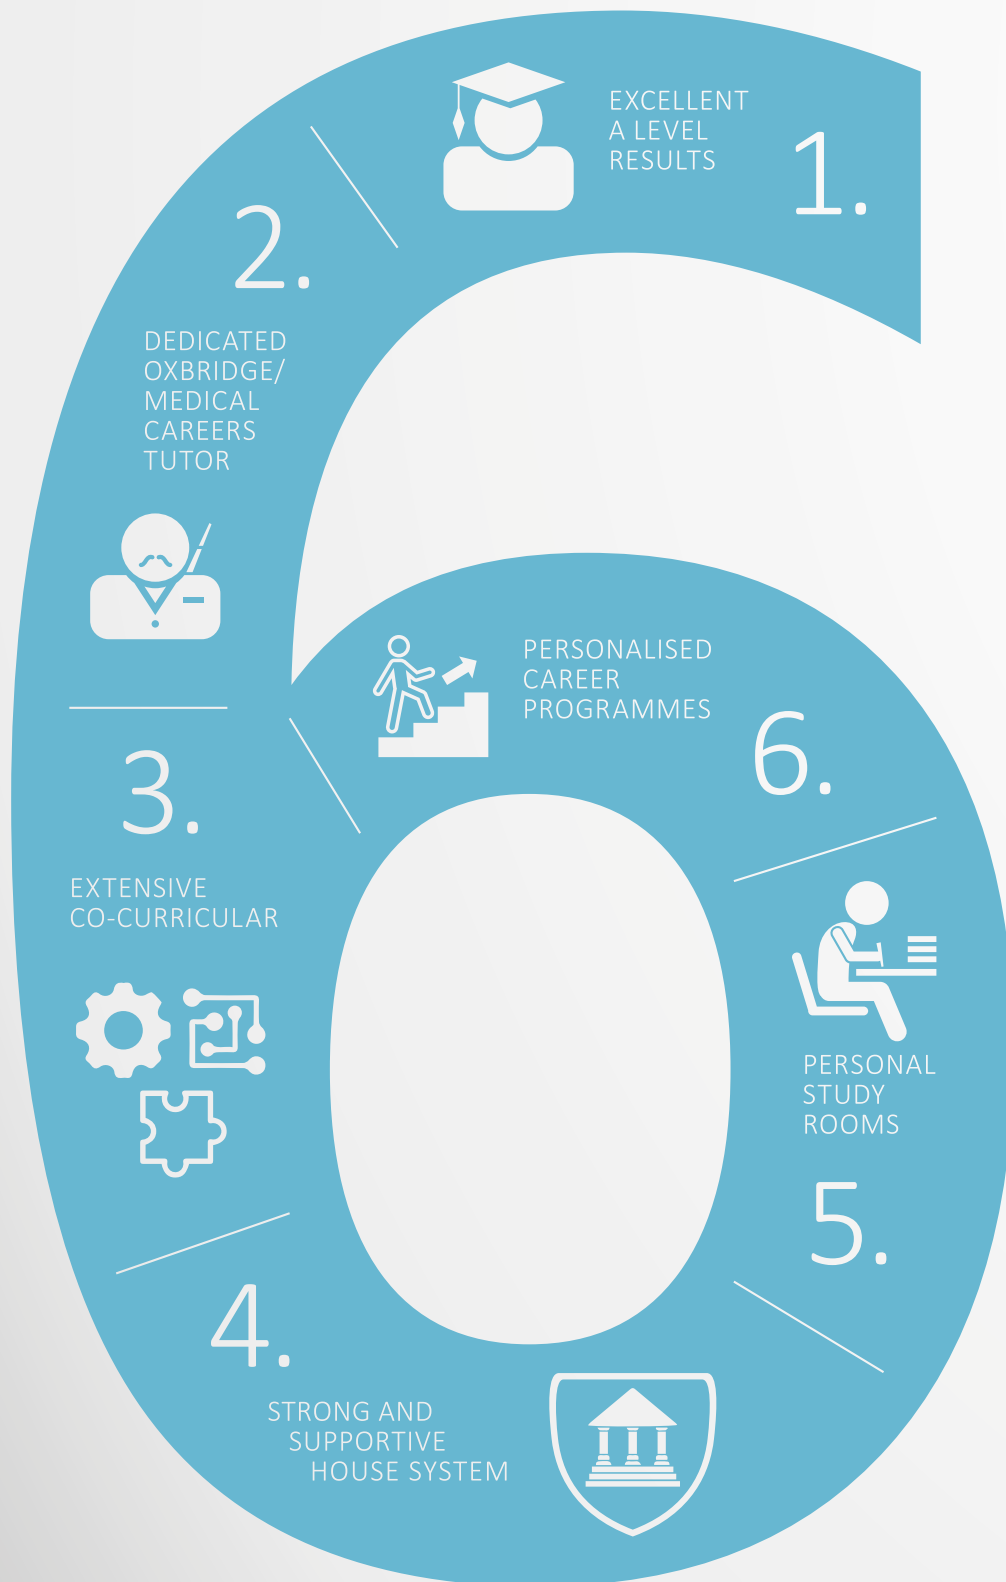 1.
EXCELLENT
A LEVEL
RESULTS
2.
DEDICATED
OXBRIDGE/
MEDICAL
CAREERS
TUTOR
3.
EXTENSIVE
CO-CURRICULAR
4.
STRONG AND
SUPPORTIVE
HOUSE SYSTEM
5.
PERSONAL
STUDY
ROOMS
6.
PERSONALISED
CAREER
PROGRAMMES